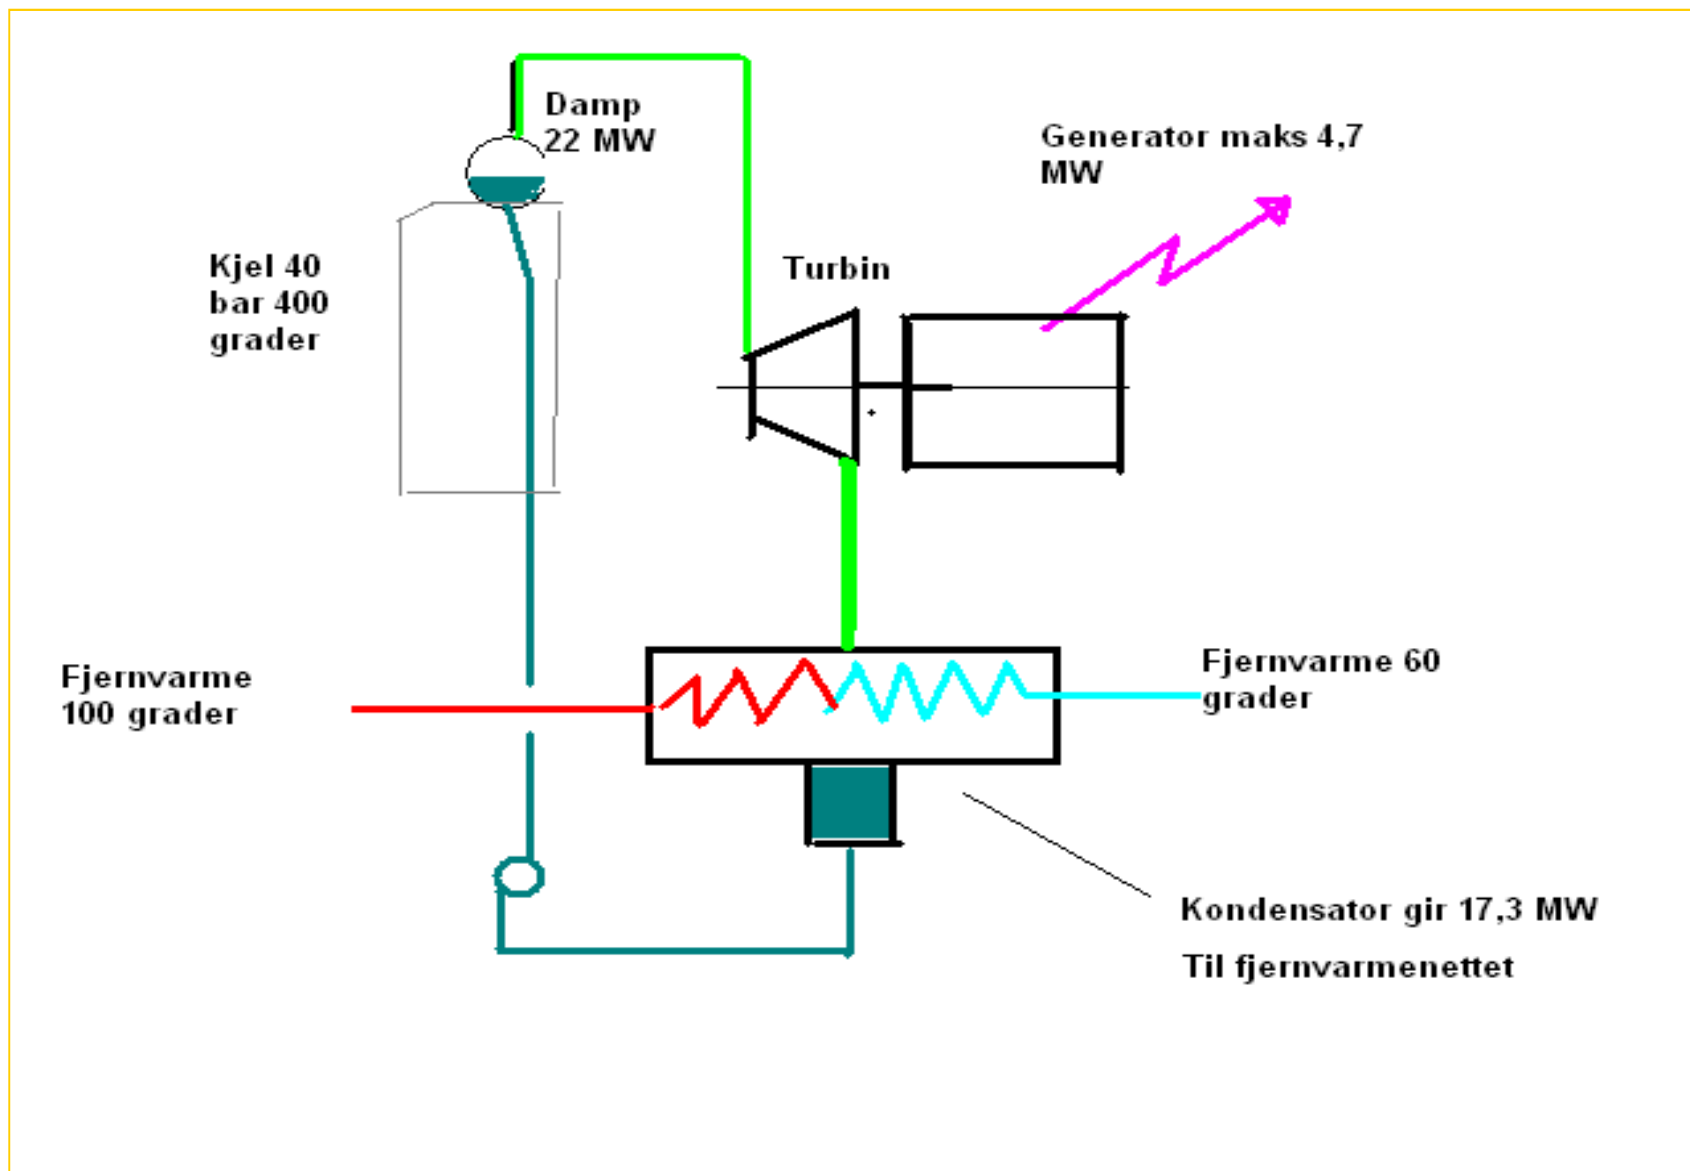 Damp
22 MW
Generator maks 4,7
MW
Kjel 40
bar 400
grader
Turbin
Fjernvarme
100 grader
Fjernvarme 60
grader
Kondensator gir 17,3 MW
Til fjernvarmenettet